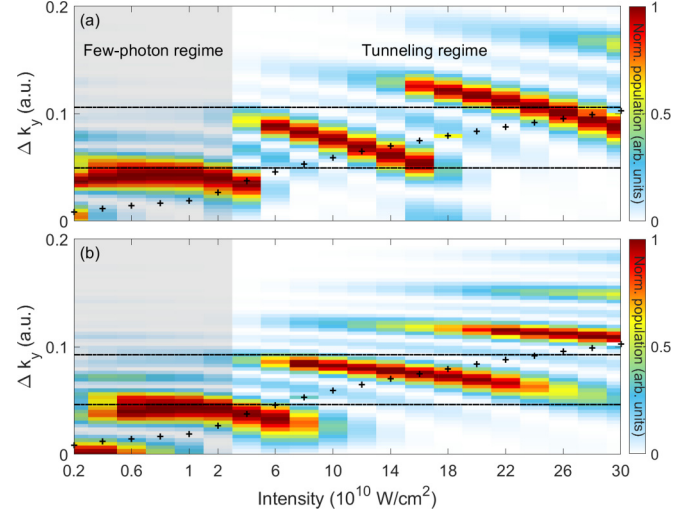 0.2
(a)
Few-photon regime
Tunneling regime
0.1
0
Δ k_y (a.u.)
1
0.5
0
Norm. population (arb. units)
0.2
(b)
0.1
0
Δ k_y (a.u.)
1
0.5
0
Norm. population (arb. units)
0.2 0.6 1 2 6 10 14 18 22 26 30
Intensity (10^10 W/cm^2)